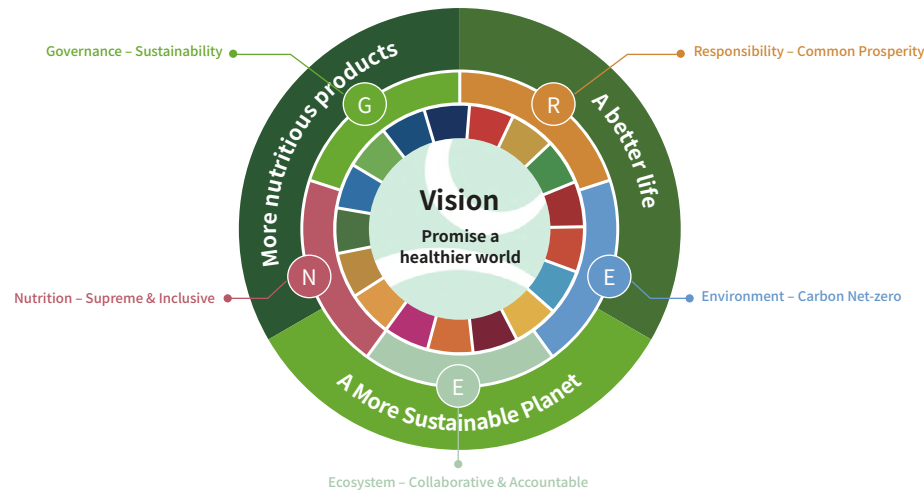 Governance – Sustainability
Responsibility – Common Prosperity
More nutritious products
A better life
G
R
Vision
Promise a
healthier world
N
E
Nutrition – Supreme & Inclusive
Environment – Carbon Net-zero
E
A More Sustainable Planet
Ecosystem – Collaborative & Accountable